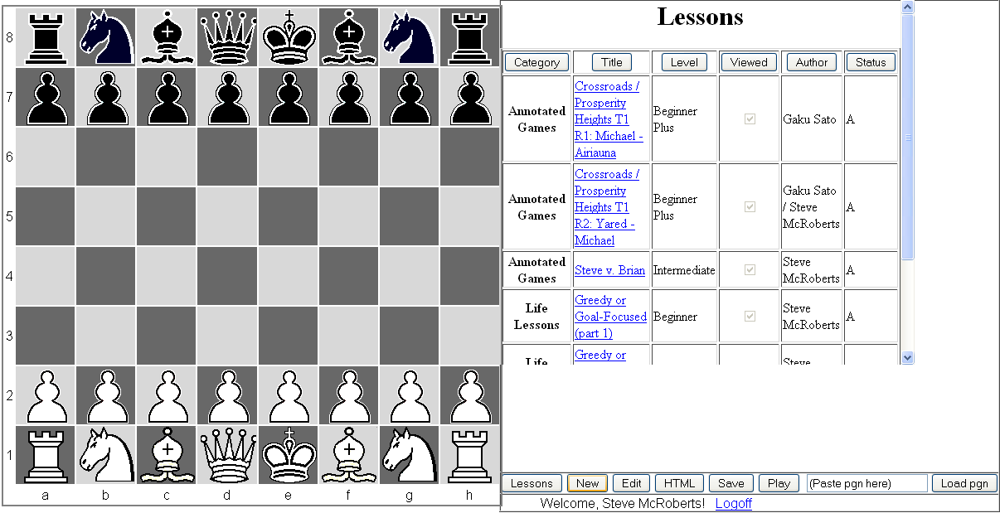 Lessons
Category Title Level Viewed Author Status
Annotated Games
Crossroads / Prosperity Heights T1 R1: Michael - Airiauna
Beginner Plus
Gaku Sato
A
Annotated Games
Crossroads / Prosperity Heights T1 R2: Yared - Michael
Beginner Plus
Gaku Sato / Steve McRoberts
A
Annotated Games
Steve v. Brian
Intermediate
Steve McRoberts
A
Life Lessons
Greedy or Goal-Focused (part 1)
Beginner
Steve McRoberts
A
Life
Greedy or
Steve
8
7
6
5
4
3
2
1
a b c d e f g h
Lessons New Edit HTML Save Play (Paste pgn here) Load pgn
Welcome, Steve McRoberts! Logoff